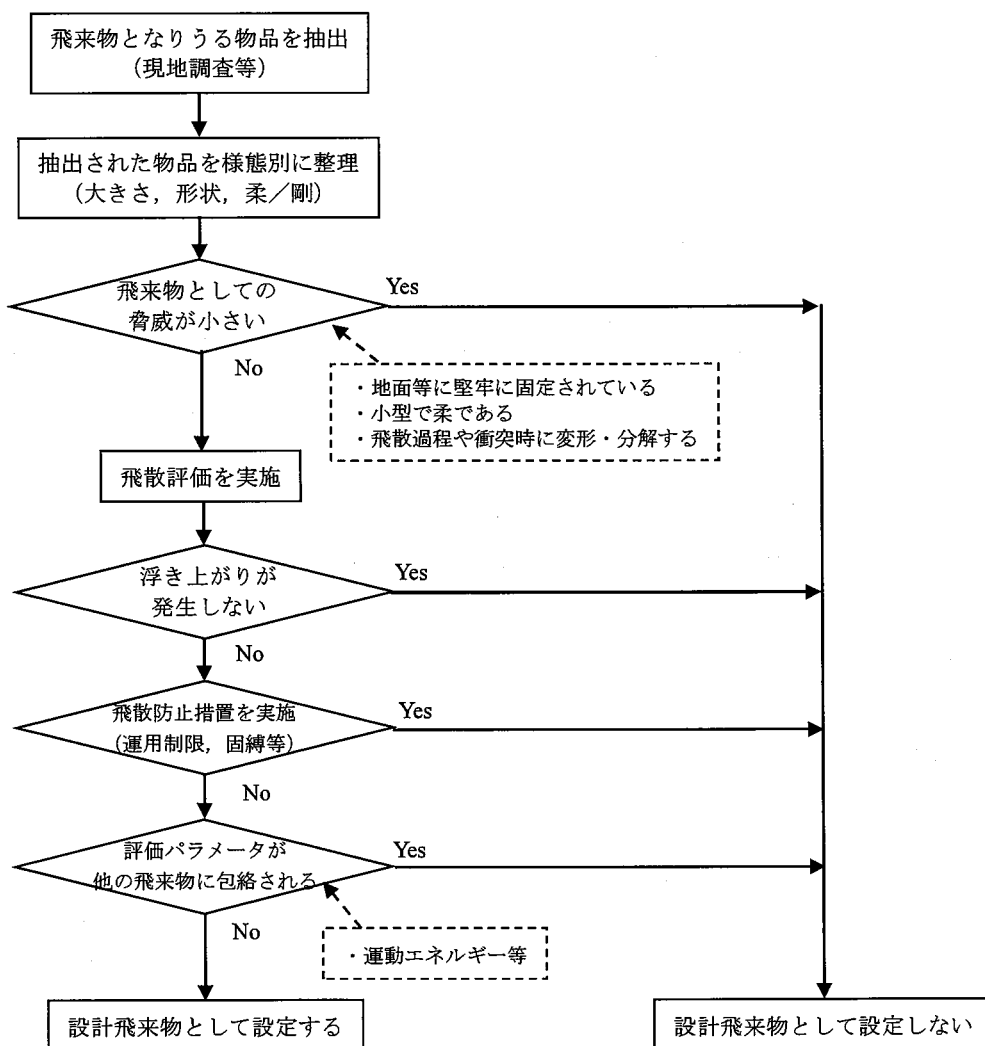 飛来物となりうる物品を抽出
（現地調査等）
抽出された物品を様態別に整理
（大きさ，形状，柔／剛）
飛来物としての
脅威が小さい
Yes
No
・地面等に堅牢に固定されている
・小型で柔である
・飛散過程や衝突時に変形・分解する
飛散評価を実施
浮き上がりが
発生しない
Yes
No
飛散防止措置を実施
（運用制限，固縛等）
Yes
No
評価パラメータが
他の飛来物に包絡される
Yes
No
・運動エネルギー等
設計飛来物として設定する
設計飛来物として設定しない